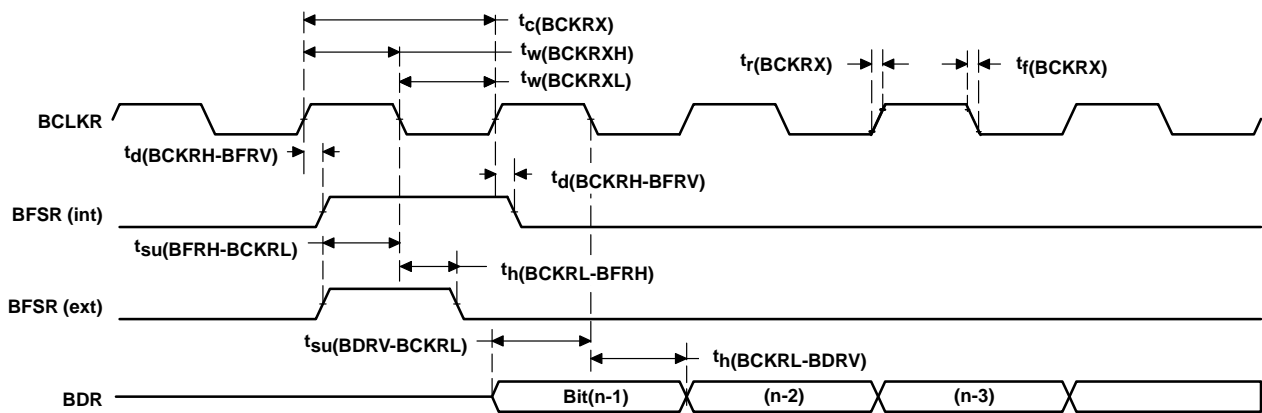 tc(BCKRX)
tw(BCKRXH)
tr(BCKRX)
tf(BCKRX)
tw(BCKRXL)
BCLKR
td(BCKRH-BFRV)
td(BCKRH-BFRV)
BFSR (int)
tsu(BFRH-BCKRL)
th(BCKRL-BFRH)
BFSR (ext)
tsu(BDRV-BCKRL)
th(BCKRL-BDRV)
BDR
Bit(n-1)
(n-2)
(n-3)